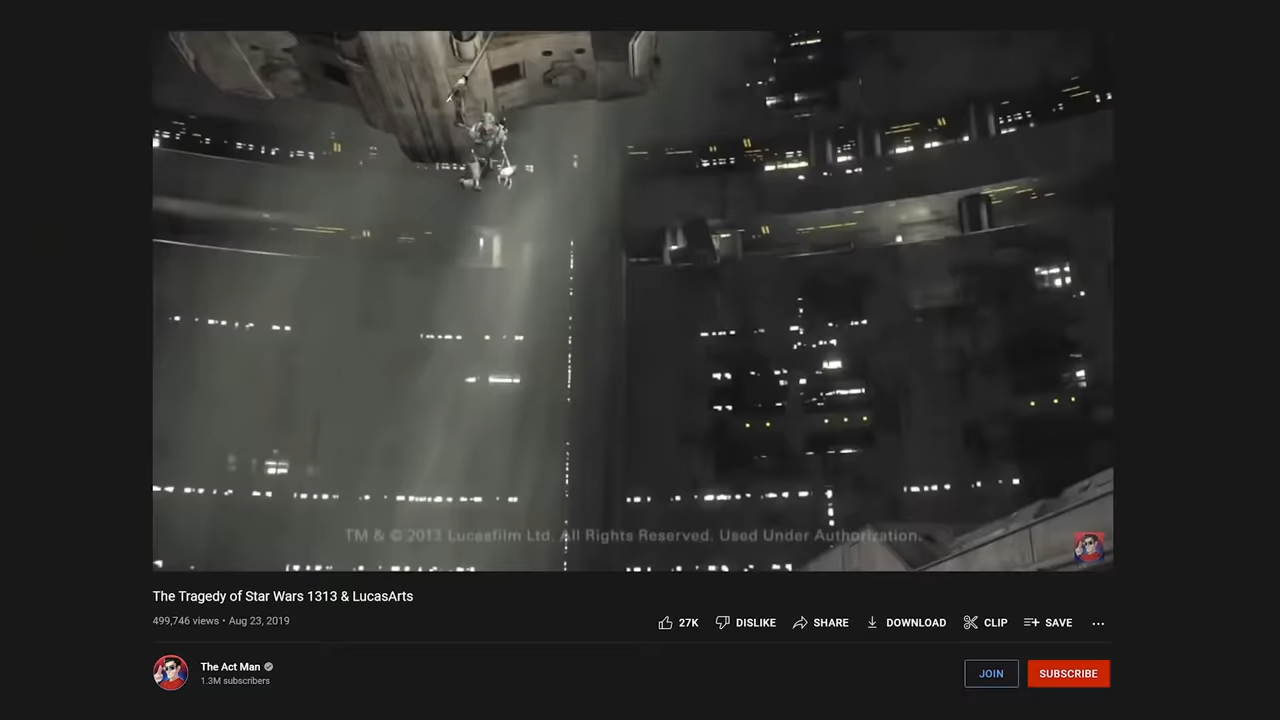 TM & © 2013 Lucasfilm Ltd. All Rights Reserved. Used Under Authorization.
The Tragedy of Star Wars 1313 & LucasArts
499,746 views • Aug 23, 2019
27K DISLIKE SHARE DOWNLOAD CLIP SAVE ...
The Act Man
1.3M subscribers
JOIN SUBSCRIBE